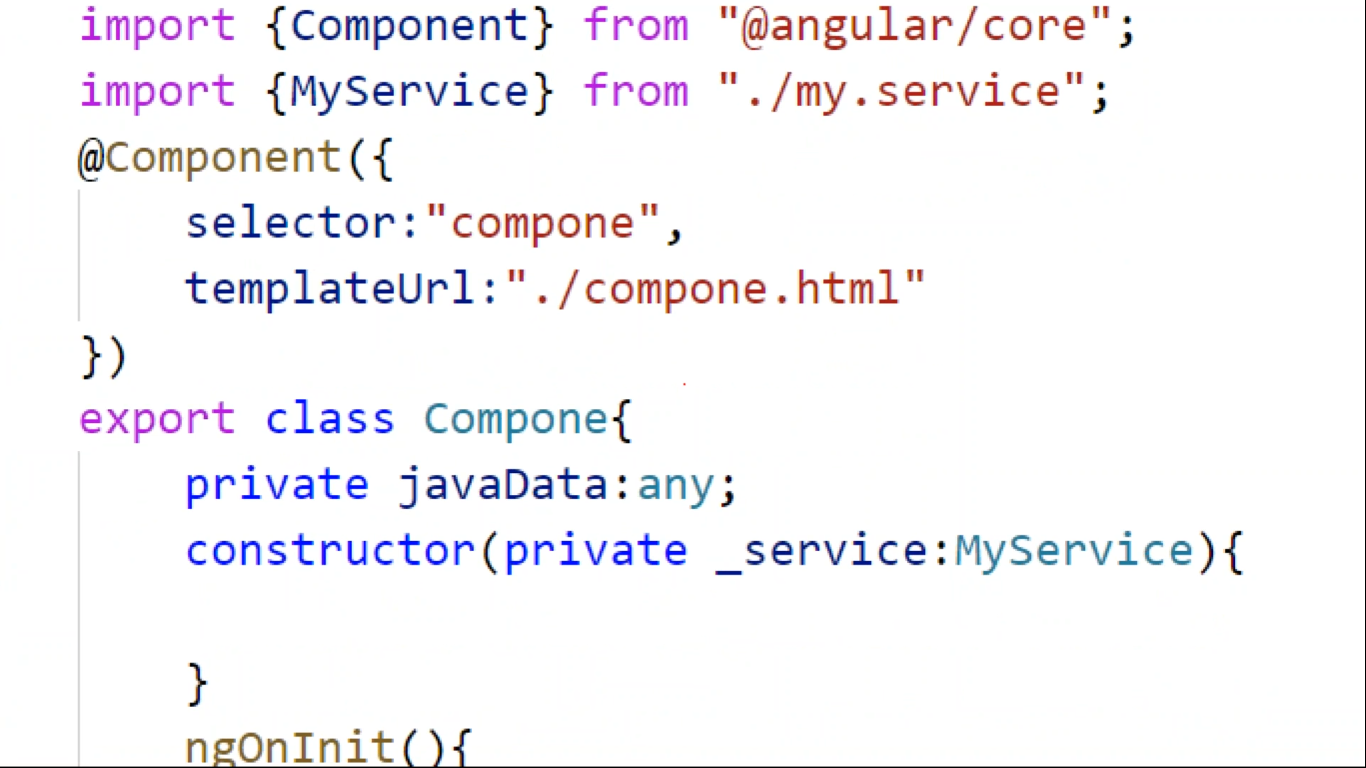 import {Component} from "@angular/core";
import {MyService} from "./my.service";
@Component({
    selector:"compone",
    templateUrl:"./compone.html"
})
export class Compone{
    private javaData:any;
    constructor(private _service:MyService){
    }
    ngOnInit(){